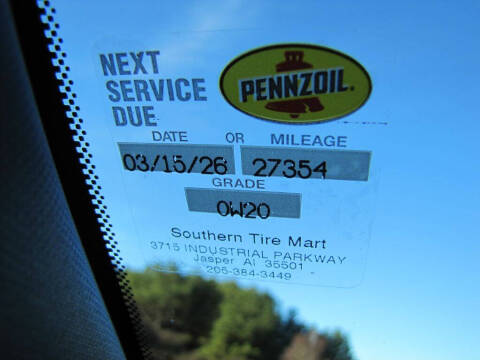 NEXT
SERVICE
DUE
PENNZOIL.
DATE OR MILEAGE
03/15/26 27354
GRADE
0W20
Southern Tire Mart
3715 INDUSTRIAL PARKWAY
Jasper Al 35501
205-384-3449